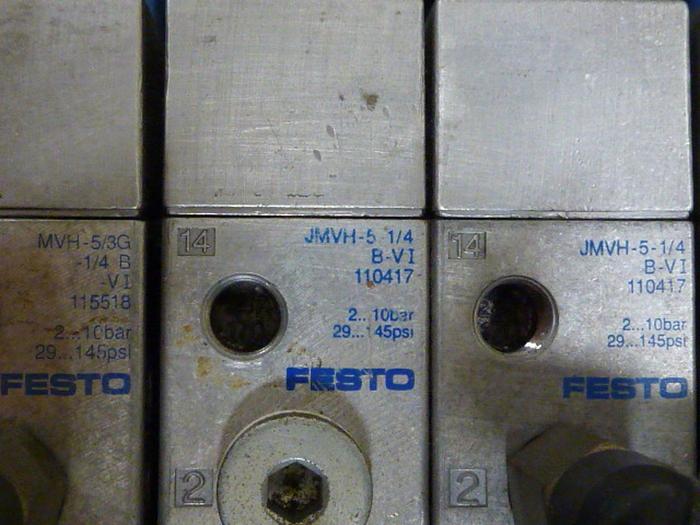 MVH-5/3G
-1/4 B
-VI
115518
2...10bar
29...145psi
FESTO
14
JMVH-5 1/4
B-VI
110417
2...10bar
29...145psi
FESTO
2
14
JMVH-5-1/4
B-VI
110417
2...10bar
29...145psi
FESTO
2